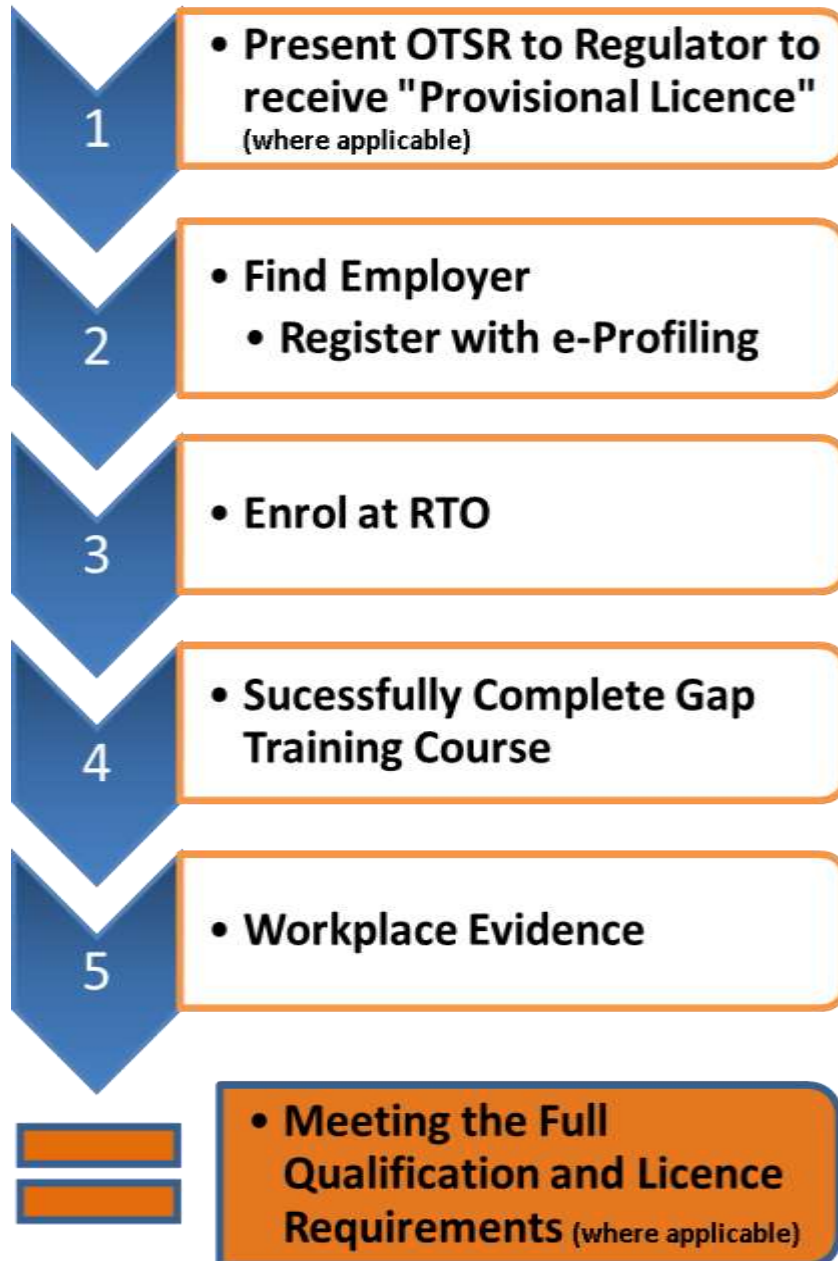 1
• Present OTSR to Regulator to
receive "Provisional Licence"
(where applicable)
2
• Find Employer
• Register with e-Profiling
3
• Enrol at RTO
4
• Sucessfully Complete Gap
Training Course
5
• Workplace Evidence
• Meeting the Full
Qualification and Licence
Requirements (where applicable)